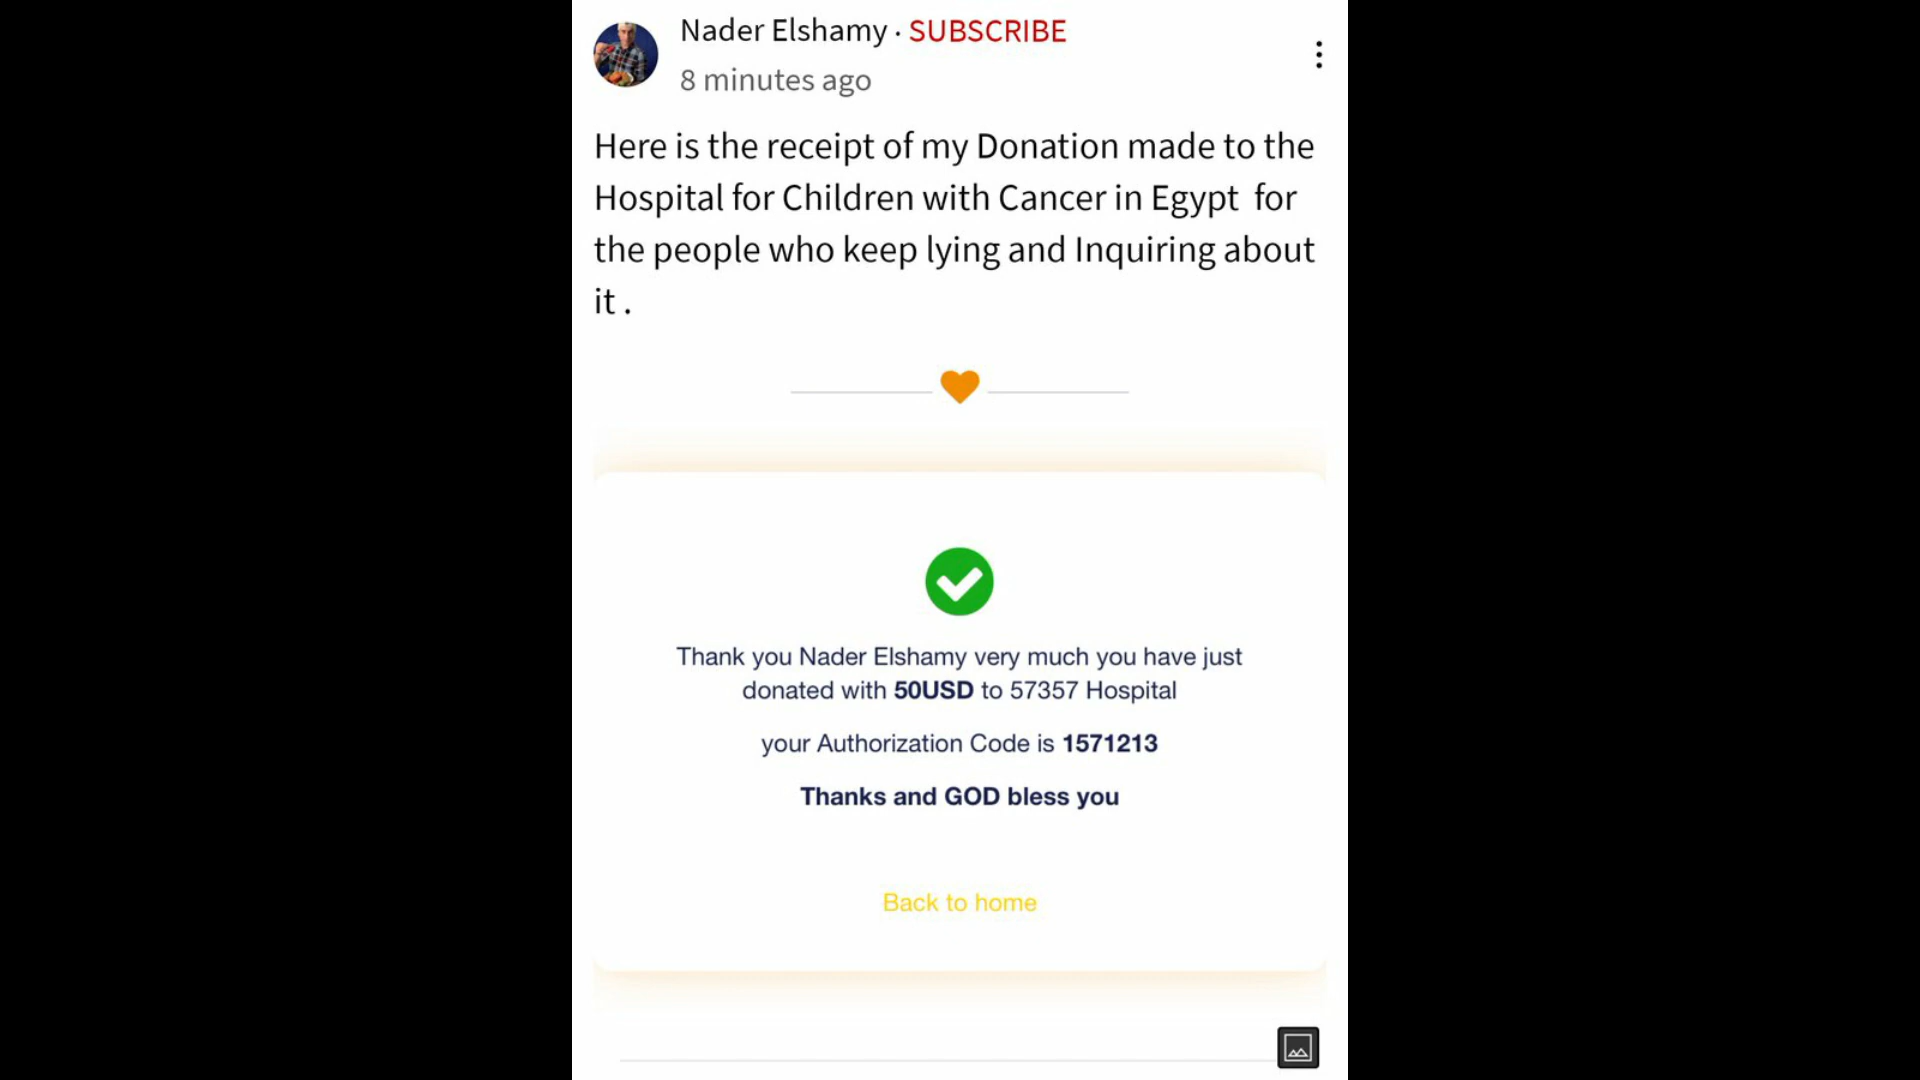 Nader Elshamy · SUBSCRIBE
8 minutes ago
Here is the receipt of my Donation made to the
Hospital for Children with Cancer in Egypt  for
the people who keep lying and Inquiring about
it .
Thank you Nader Elshamy very much you have just
donated with 50USD to 57357 Hospital
your Authorization Code is 1571213
Thanks and GOD bless you
Back to home